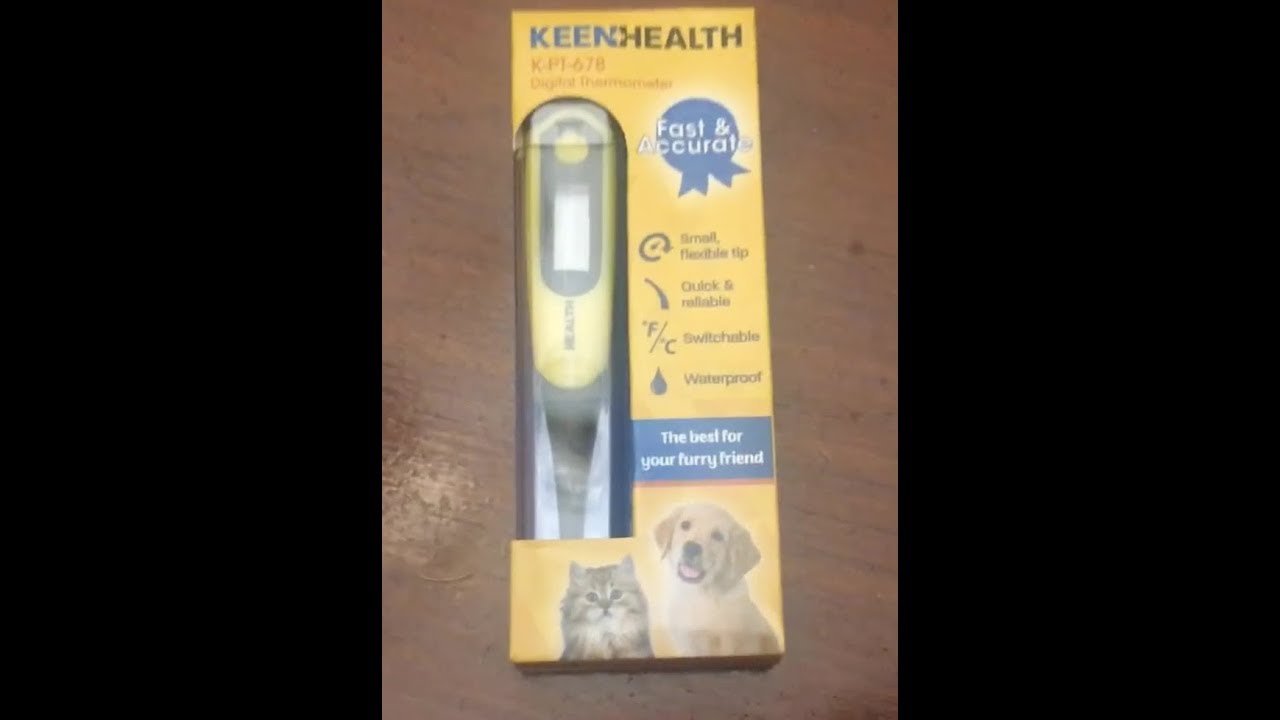 KEENHEALTH
K-PT-678
Digital Thermometer
Fast &
Accurate
Small,
flexible tip
Quick &
reliable
°F/°C Switchable
Waterproof
HEALTH
The best for
your furry friend